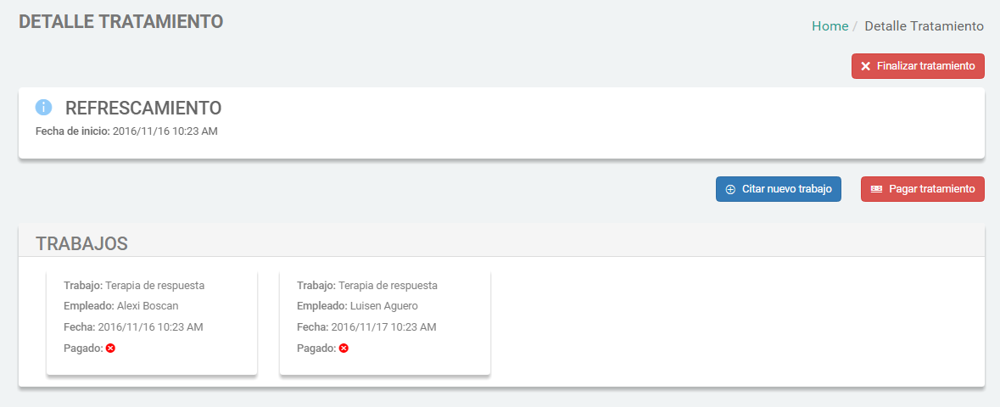 DETALLE TRATAMIENTO
Home / Detalle Tratamiento
Finalizar tratamiento
REFRESCAMIENTO
Fecha de inicio: 2016/11/16 10:23 AM
Citar nuevo trabajo
Pagar tratamiento
TRABAJOS
Trabajo: Terapia de respuesta
Empleado: Alexi Boscan
Fecha: 2016/11/16 10:23 AM
Pagado:
Trabajo: Terapia de respuesta
Empleado: Luisen Aguero
Fecha: 2016/11/17 10:23 AM
Pagado: